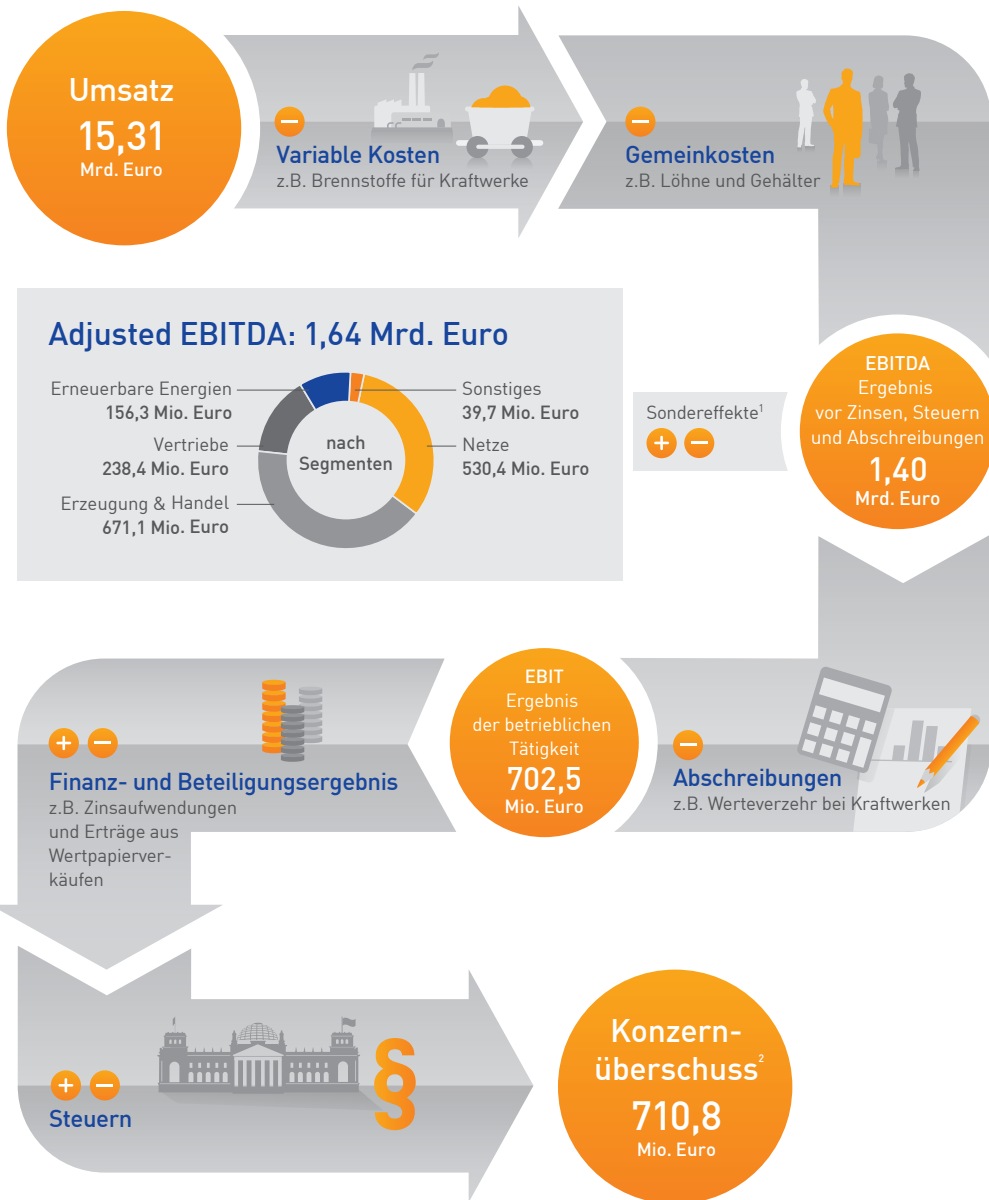 Umsatz
15,31
Mrd. Euro
Variable Kosten
z.B. Brennstoffe für Kraftwerke
Gemeinkosten
z.B. Löhne und Gehälter
Adjusted EBITDA: 1,64 Mrd. Euro
Erneuerbare Energien
156,3 Mio. Euro
Vertriebe
238,4 Mio. Euro
Erzeugung & Handel
671,1 Mio. Euro
nach
Segmenten
Sonstiges
39,7 Mio. Euro
Netze
530,4 Mio. Euro
Sondereffekte¹
EBITDA
Ergebnis
vor Zinsen, Steuern
und Abschreibungen
1,40
Mrd. Euro
Abschreibungen
z.B. Werteverzehr bei Kraftwerken
EBIT
Ergebnis
der betrieblichen
Tätigkeit
702,5
Mio. Euro
Finanz- und Beteiligungsergebnis
z.B. Zinsaufwendungen
und Erträge aus
Wertpapierver-
käufen
Steuern
§
Konzern-
überschuss²
710,8
Mio. Euro